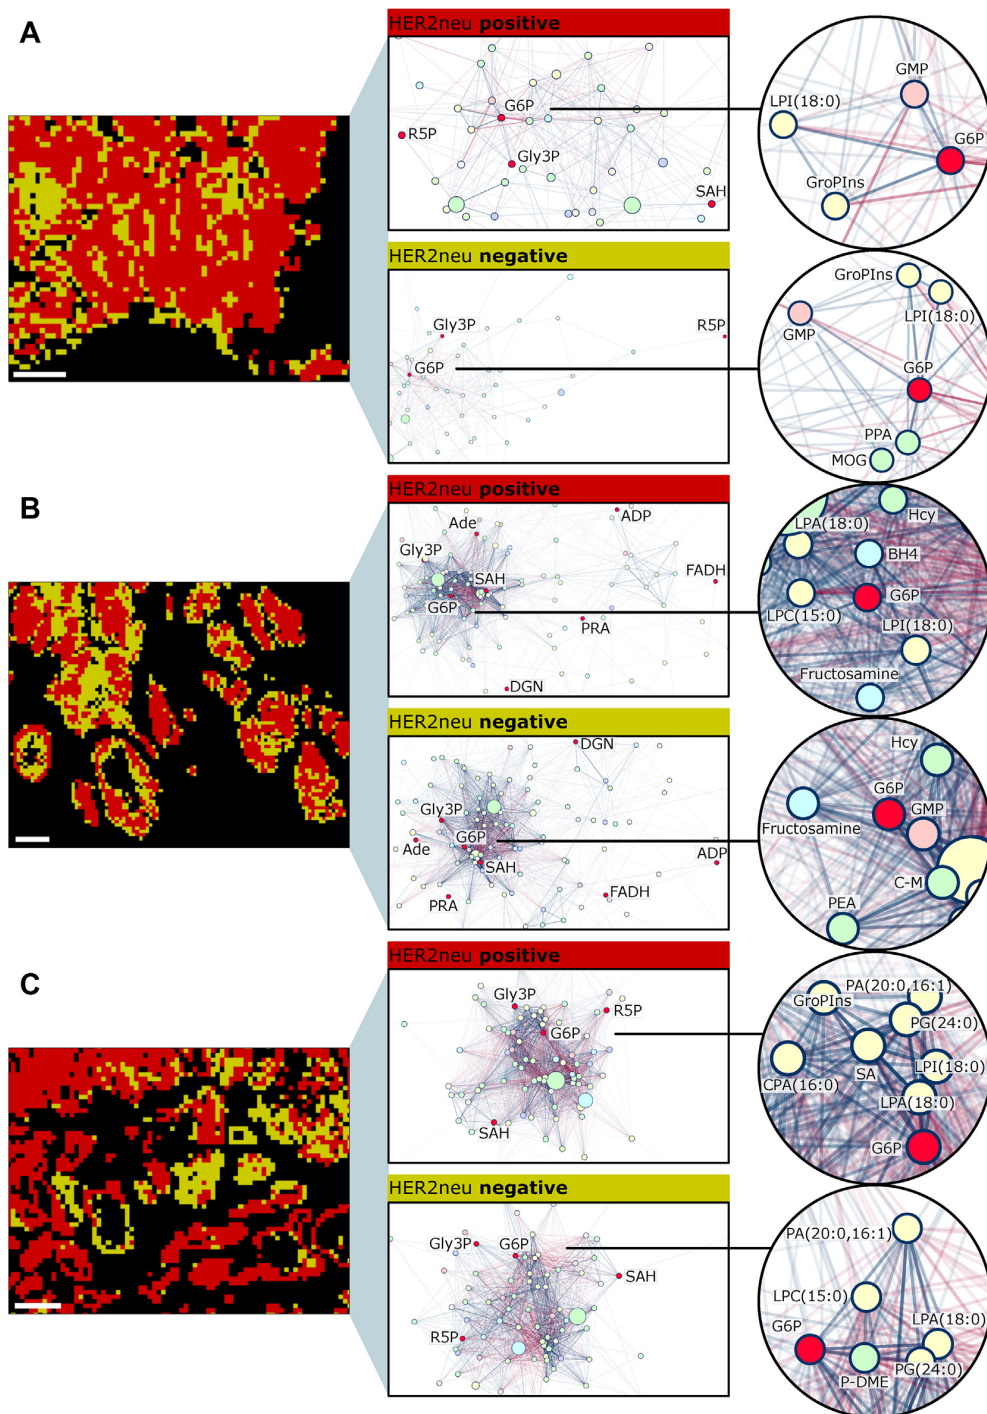 A
HER2neu positive
G6P
R5P
Gly3P
SAH
GMP
LPI(18:0)
G6P
GroPIns
HER2neu negative
Gly3P
R5P
G6P
GroPIns
LPI(18:0)
GMP
G6P
PPA
MOG
B
HER2neu positive
ADP
Ade
Gly3P
SAH
FADH
G6P
PRA
DGN
Hcy
LPA(18:0)
BH4
G6P
LPC(15:0)
LPI(18:0)
Fructosamine
HER2neu negative
DGN
Gly3P
G6P
Ade
SAH
ADP
FADH
PRA
Hcy
G6P
GMP
Fructosamine
C-M
PEA
C
HER2neu positive
Gly3P
R5P
G6P
SAH
PA(20:0,16:1)
GroPIns
PG(24:0)
SA
LPI(18:0)
CPA(16:0)
LPA(18:0)
G6P
HER2neu negative
Gly3P
G6P
SAH
R5P
PA(20:0,16:1)
LPC(15:0)
LPA(18:0)
G6P
PG(24:0)
P-DME